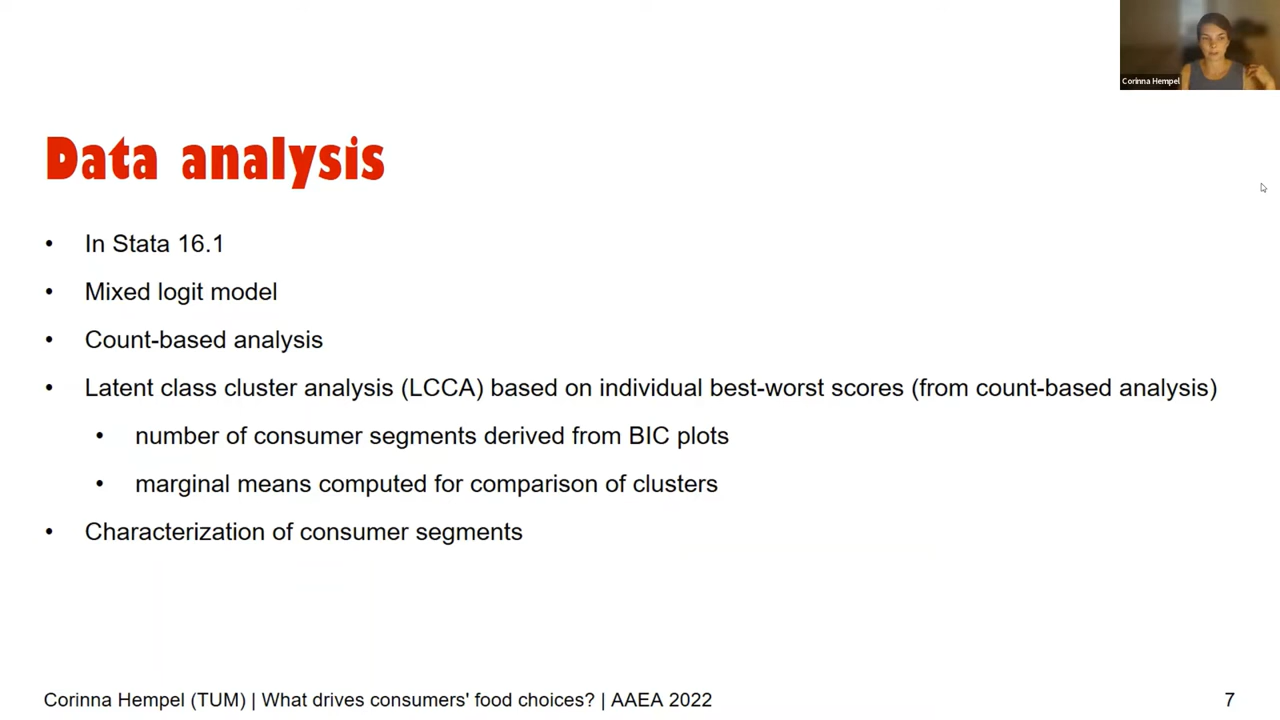 Corinna Hempel
Data analysis
• In Stata 16.1
• Mixed logit model
• Count-based analysis
• Latent class cluster analysis (LCCA) based on individual best-worst scores (from count-based analysis)
• number of consumer segments derived from BIC plots
• marginal means computed for comparison of clusters
• Characterization of consumer segments
Corinna Hempel (TUM) | What drives consumers' food choices? | AAEA 2022
7